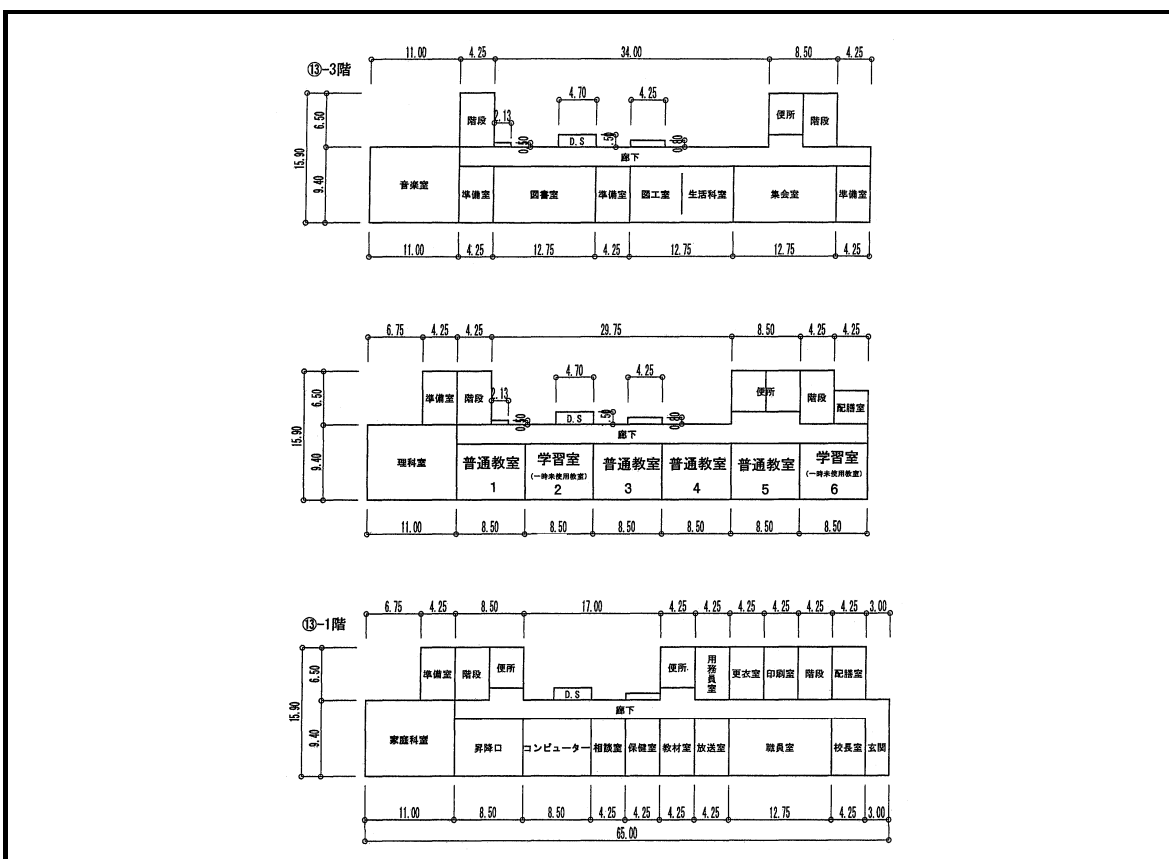 11.00 4.25 34.00 8.50 4.25
⑬-3階
4.70 4.25
2.13
階段 便所 階段
6.50
D.S
0.50 .50 0.80
廊下
15.90
9.40
音楽室 準備室 図書室 準備室 図工室 生活科室 集会室 準備室
11.00 4.25 12.75 4.25 12.75 12.75 4.25
6.75 4.25 4.25 29.75 8.50 4.25 4.25
4.70 4.25
2.13
準備室 階段 便所 階段 配膳室
6.50
D.S
0.50 .50 0.80
廊下
15.90
9.40
理科室 普通教室 学習室 普通教室 普通教室 普通教室 学習室
(一時未使用教室) (一時未使用教室)
1 2 3 4 5 6
11.00 8.50 8.50 8.50 8.50 8.50 8.50
6.75 4.25 8.50 17.00 4.25 4.25 4.25 4.25 4.25 4.25 3.00
⑬-1階
準備室 階段 便所 便所 用務員室 更衣室 印刷室 階段 配膳室
6.50
D.S
廊下
15.90
9.40
家庭科室 昇降口 コンピューター 相談室 保健室 教材室 放送室 職員室 校長室 玄関
11.00 8.50 8.50 4.25 4.25 4.25 4.25 12.75 4.25 3.00
65.00